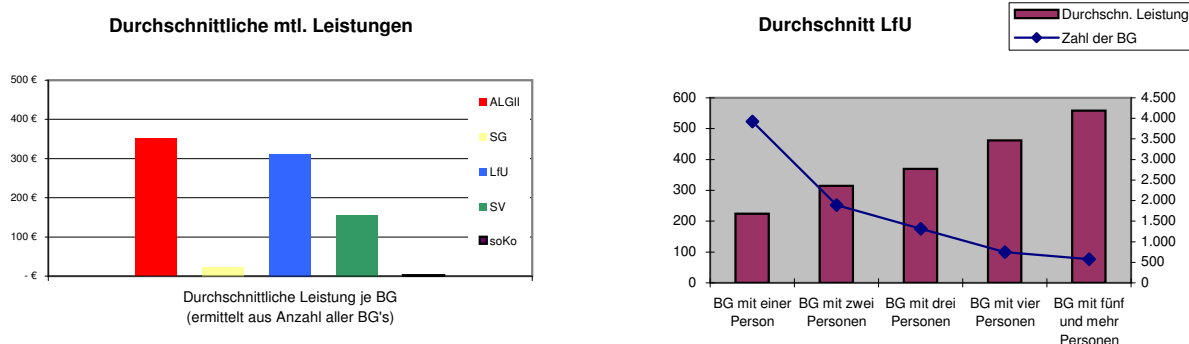 Durchschnittliche mtl. Leistungen
500 €
400 €
300 €
200 €
100 €
- €
ALGII
SG
LfU
SV
soKo
Durchschnittliche Leistung je BG
(ermittelt aus Anzahl aller BG's)
Durchschnitt LfU
Durchschn. Leistung
Zahl der BG
600
500
400
300
200
100
0
4.500
4.000
3.500
3.000
2.500
2.000
1.500
1.000
500
0
BG mit einer
Person
BG mit zwei
Personen
BG mit drei
Personen
BG mit vier
Personen
BG mit fünf
und mehr
Personen